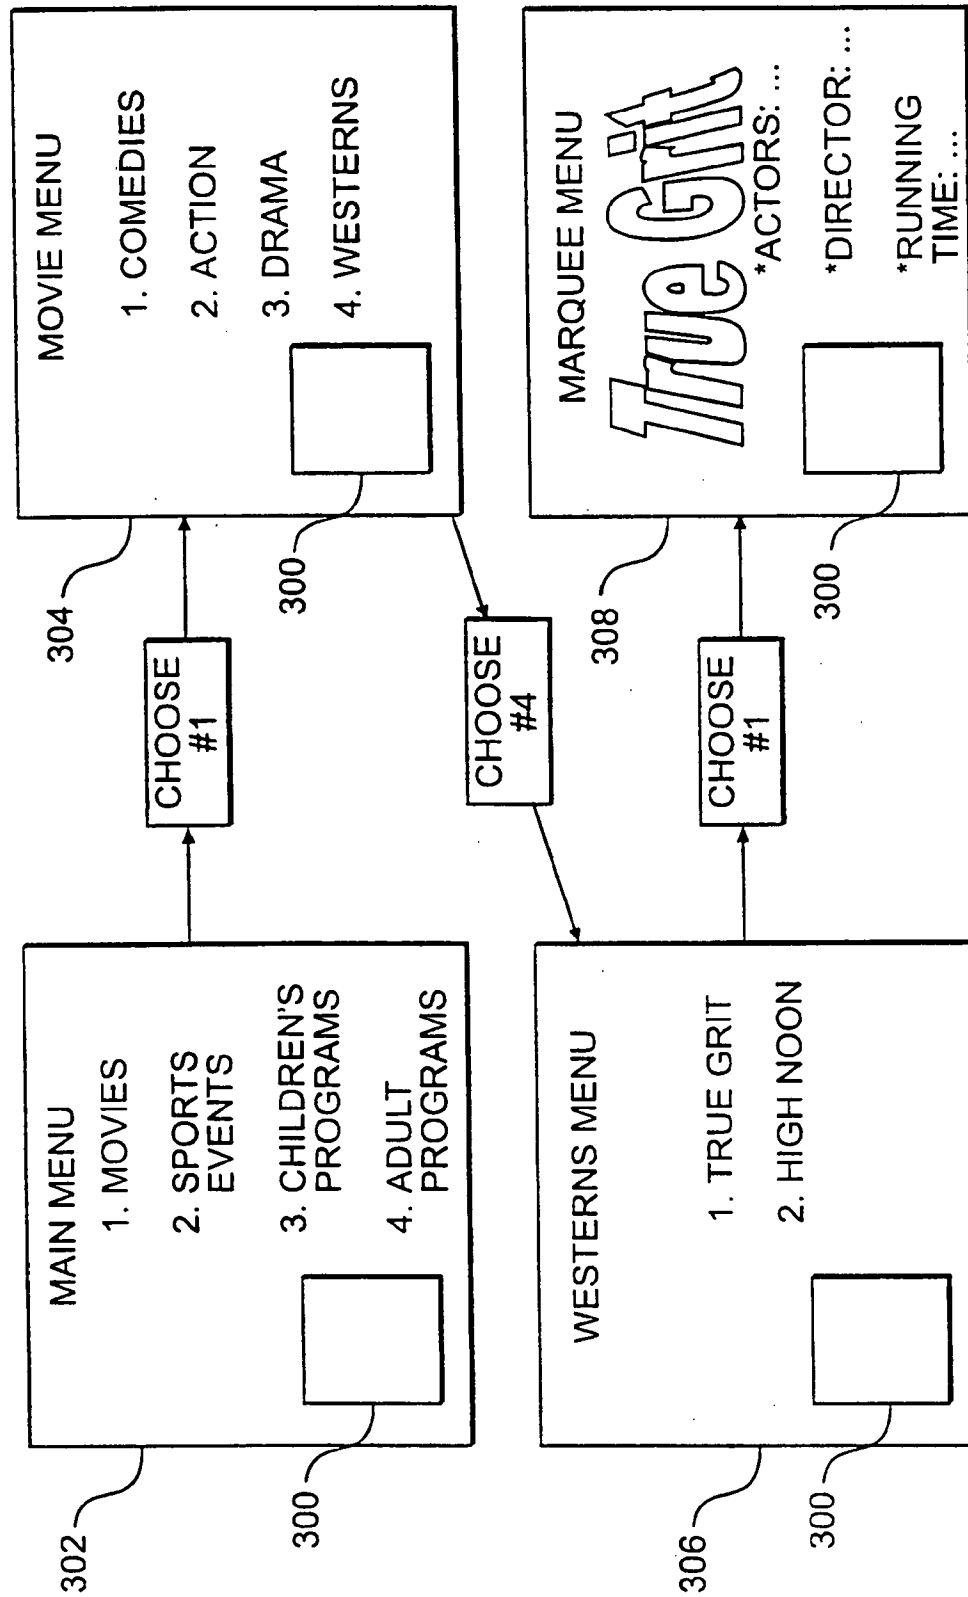 302
MAIN MENU
1. MOVIES
2. SPORTS
EVENTS
3. CHILDREN'S
PROGRAMS
4. ADULT
PROGRAMS
300
CHOOSE
#1
304
MOVIE MENU
1. COMEDIES
2. ACTION
3. DRAMA
4. WESTERNS
300
CHOOSE
#4
306
WESTERNS MENU
1. TRUE GRIT
2. HIGH NOON
300
CHOOSE
#1
308
MARQUEE MENU
True Grit
*ACTORS: ...
*DIRECTOR: ...
*RUNNING
TIME: ...
300